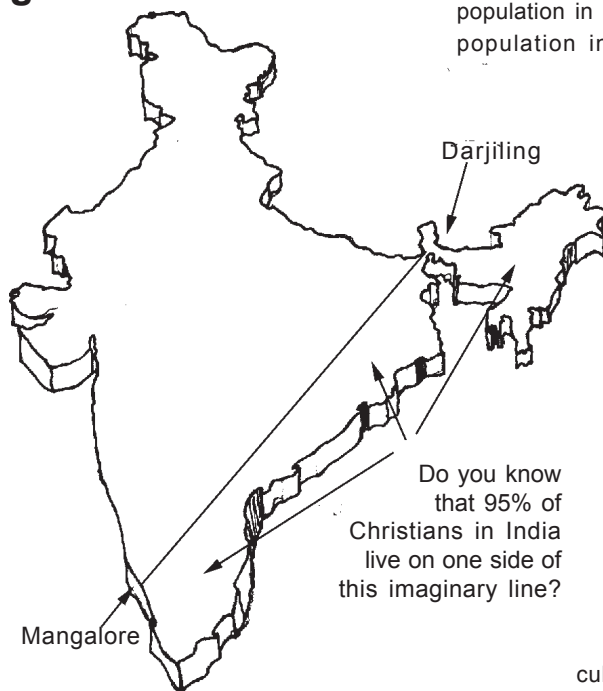 g
population in
population in
Darjiling
Do you know
that 95% of
Christians in India
live on one side of
this imaginary line?
Mangalore
cul